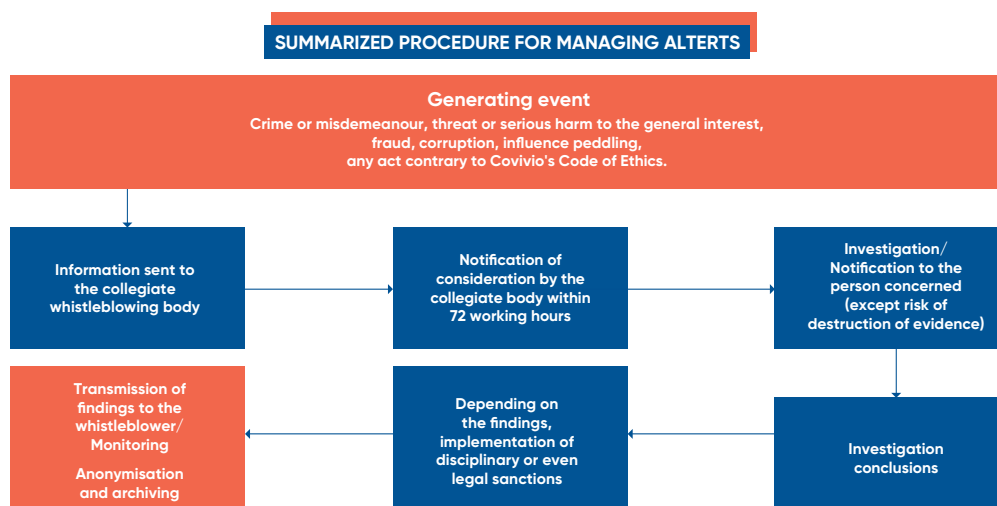 SUMMARIZED PROCEDURE FOR MANAGING ALTERTS
Generating event
Crime or misdemeanour, threat or serious harm to the general interest,
fraud, corruption, influence peddling,
any act contrary to Covivio's Code of Ethics.
Information sent to
the collegiate
whistleblowing body
Notification of
consideration by the
collegiate body within
72 working hours
Investigation/
Notification to the
person concerned
(except risk of
destruction of evidence)
Investigation
conclusions
Depending on
the findings,
implementation of
disciplinary or even
legal sanctions
Transmission of
findings to the
whistleblower/
Monitoring
Anonymisation
and archiving